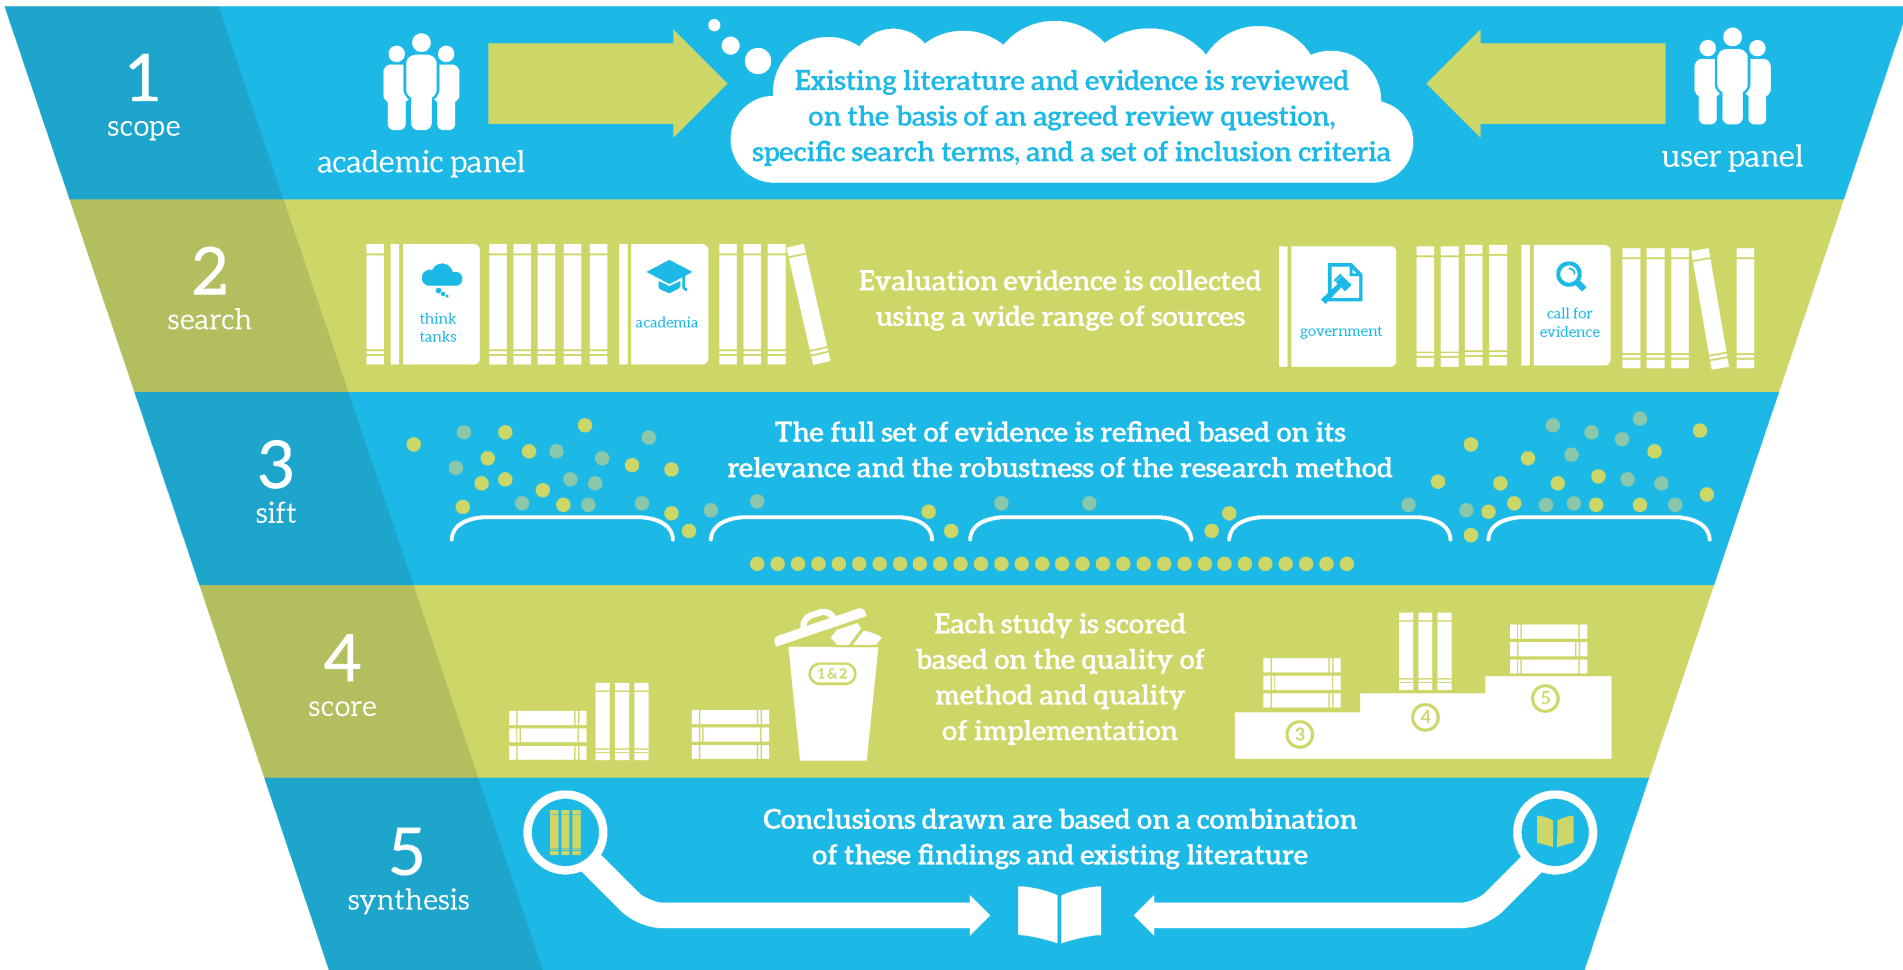 1
scope
academic panel
Existing literature and evidence is reviewed
on the basis of an agreed review question,
specific search terms, and a set of inclusion criteria
user panel
2
search
think
tanks
academia
Evaluation evidence is collected
using a wide range of sources
government
call for
evidence
3
sift
The full set of evidence is refined based on its
relevance and the robustness of the research method
4
score
1 & 2
Each study is scored
based on the quality of
method and quality
of implementation
3
4
5
5
synthesis
Conclusions drawn are based on a combination
of these findings and existing literature